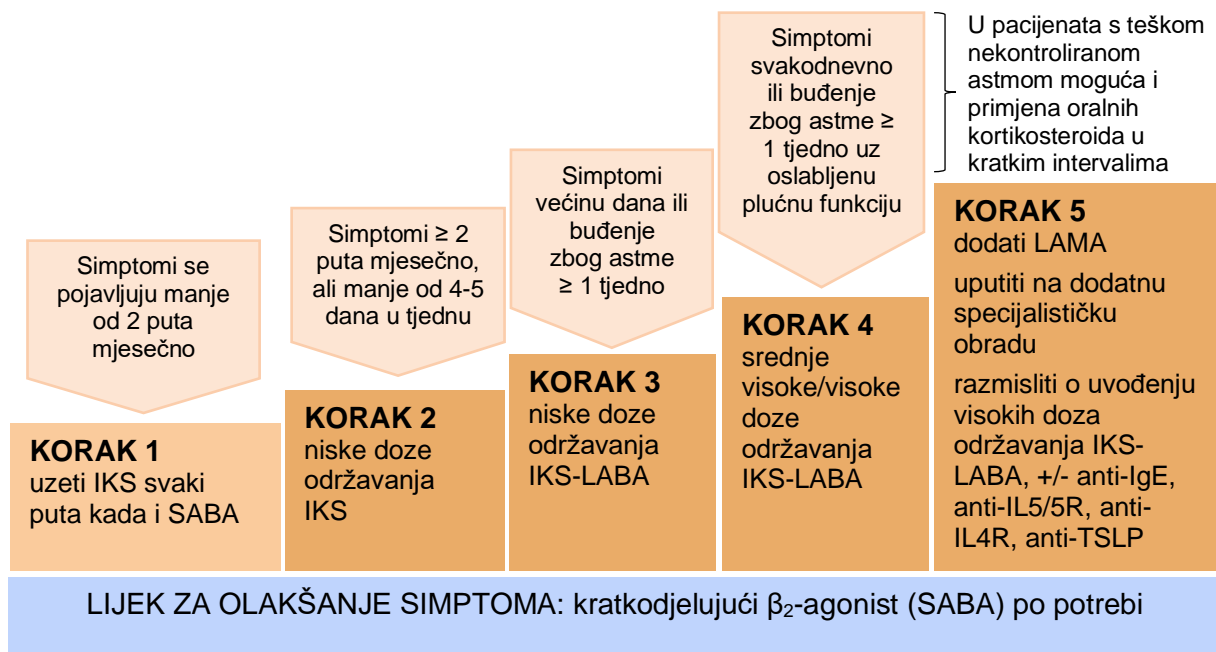 Simptomi se
pojavljuju manje
od 2 puta
mjesečno
KORAK 1
uzeti IKS svaki
puta kada i SABA
Simptomi ≥ 2
puta mjesečno,
ali manje od 4-5
dana u tjednu
KORAK 2
niske doze
održavanja
IKS
Simptomi
većinu dana ili
buđenje
zbog astme
≥ 1 tjedno
KORAK 3
niske doze
održavanja
IKS-LABA
Simptomi
svakodnevno
ili buđenje
zbog astme ≥
1 tjedno uz
oslabljenu
plućnu funkciju
KORAK 4
srednje
visoke/visoke
doze
održavanja
IKS-LABA
U pacijenata s teškom
nekontroliranom
astmom moguća i
primjena oralnih
kortikosteroida u
kratkim intervalima
KORAK 5
dodati LAMA
uputiti na dodatnu
specijalističku
obradu
razmisliti o uvođenju
visokih doza
održavanja IKS-
LABA, +/- anti-IgE,
anti-IL5/5R, anti-
IL4R, anti-TSLP
LIJEK ZA OLAKŠANJE SIMPTOMA: kratkodjelujući β₂-agonist (SABA) po potrebi